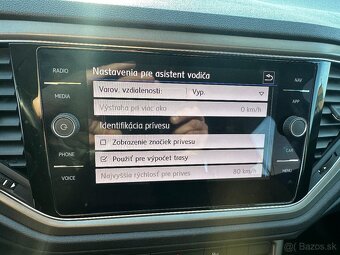 RADIO
MEDIA
PHONE
VOICE
Nastavenia pre asistent vodiča
Varov. vzdialenosti: Vyp.
Výstraha pri viac ako 0 km/h
Identifikácia prívesu
Zobrazenie značiek prívesu
Použiť pre výpočet trasy
Najvyššia rýchlosť pre príves 80 km/h
NAV
APP
CAR
MENU
Bazos.sk